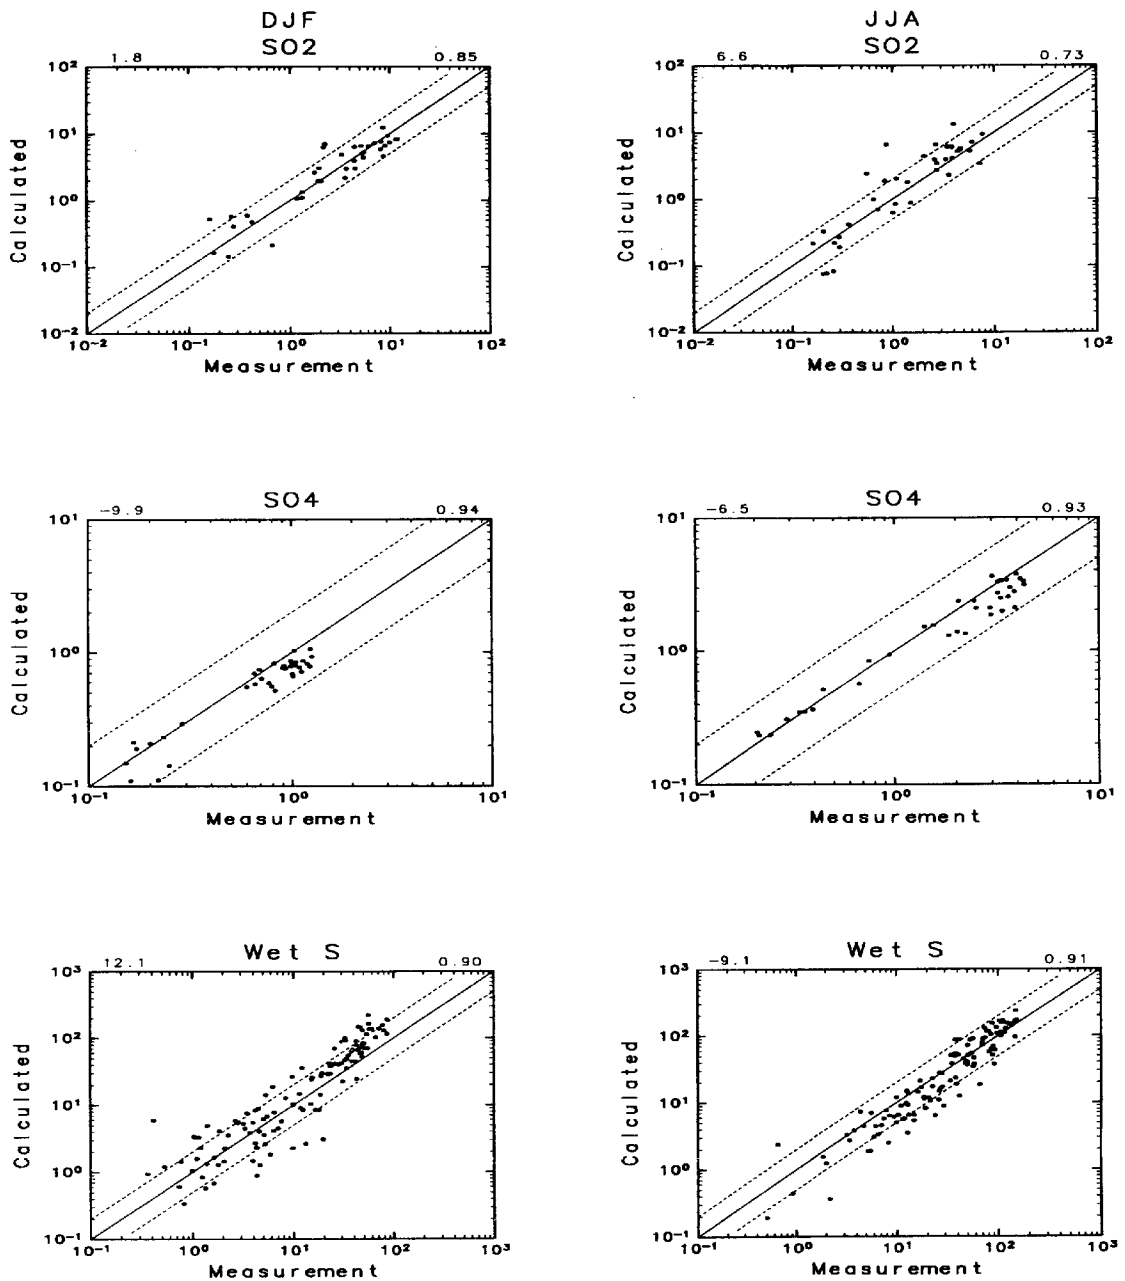 DJF
SO2
1.8 0.85
10² 10¹ 10⁰ 10⁻¹ 10⁻²
Calculated
10⁻² 10⁻¹ 10⁰ 10¹ 10²
Measurement
JJA
SO2
6.6 0.73
10² 10¹ 10⁰ 10⁻¹ 10⁻²
Calculated
10⁻² 10⁻¹ 10⁰ 10¹ 10²
Measurement
SO4
-9.9 0.94
10¹ 10⁰ 10⁻¹
Calculated
10⁻¹ 10⁰ 10¹
Measurement
SO4
-6.5 0.93
10¹ 10⁰ 10⁻¹
Calculated
10⁻¹ 10⁰ 10¹
Measurement
Wet S
12.1 0.90
10³ 10² 10¹ 10⁰ 10⁻¹
Calculated
10⁻¹ 10⁰ 10¹ 10² 10³
Measurement
Wet S
-9.1 0.91
10³ 10² 10¹ 10⁰ 10⁻¹
Calculated
10⁻¹ 10⁰ 10¹ 10² 10³
Measurement